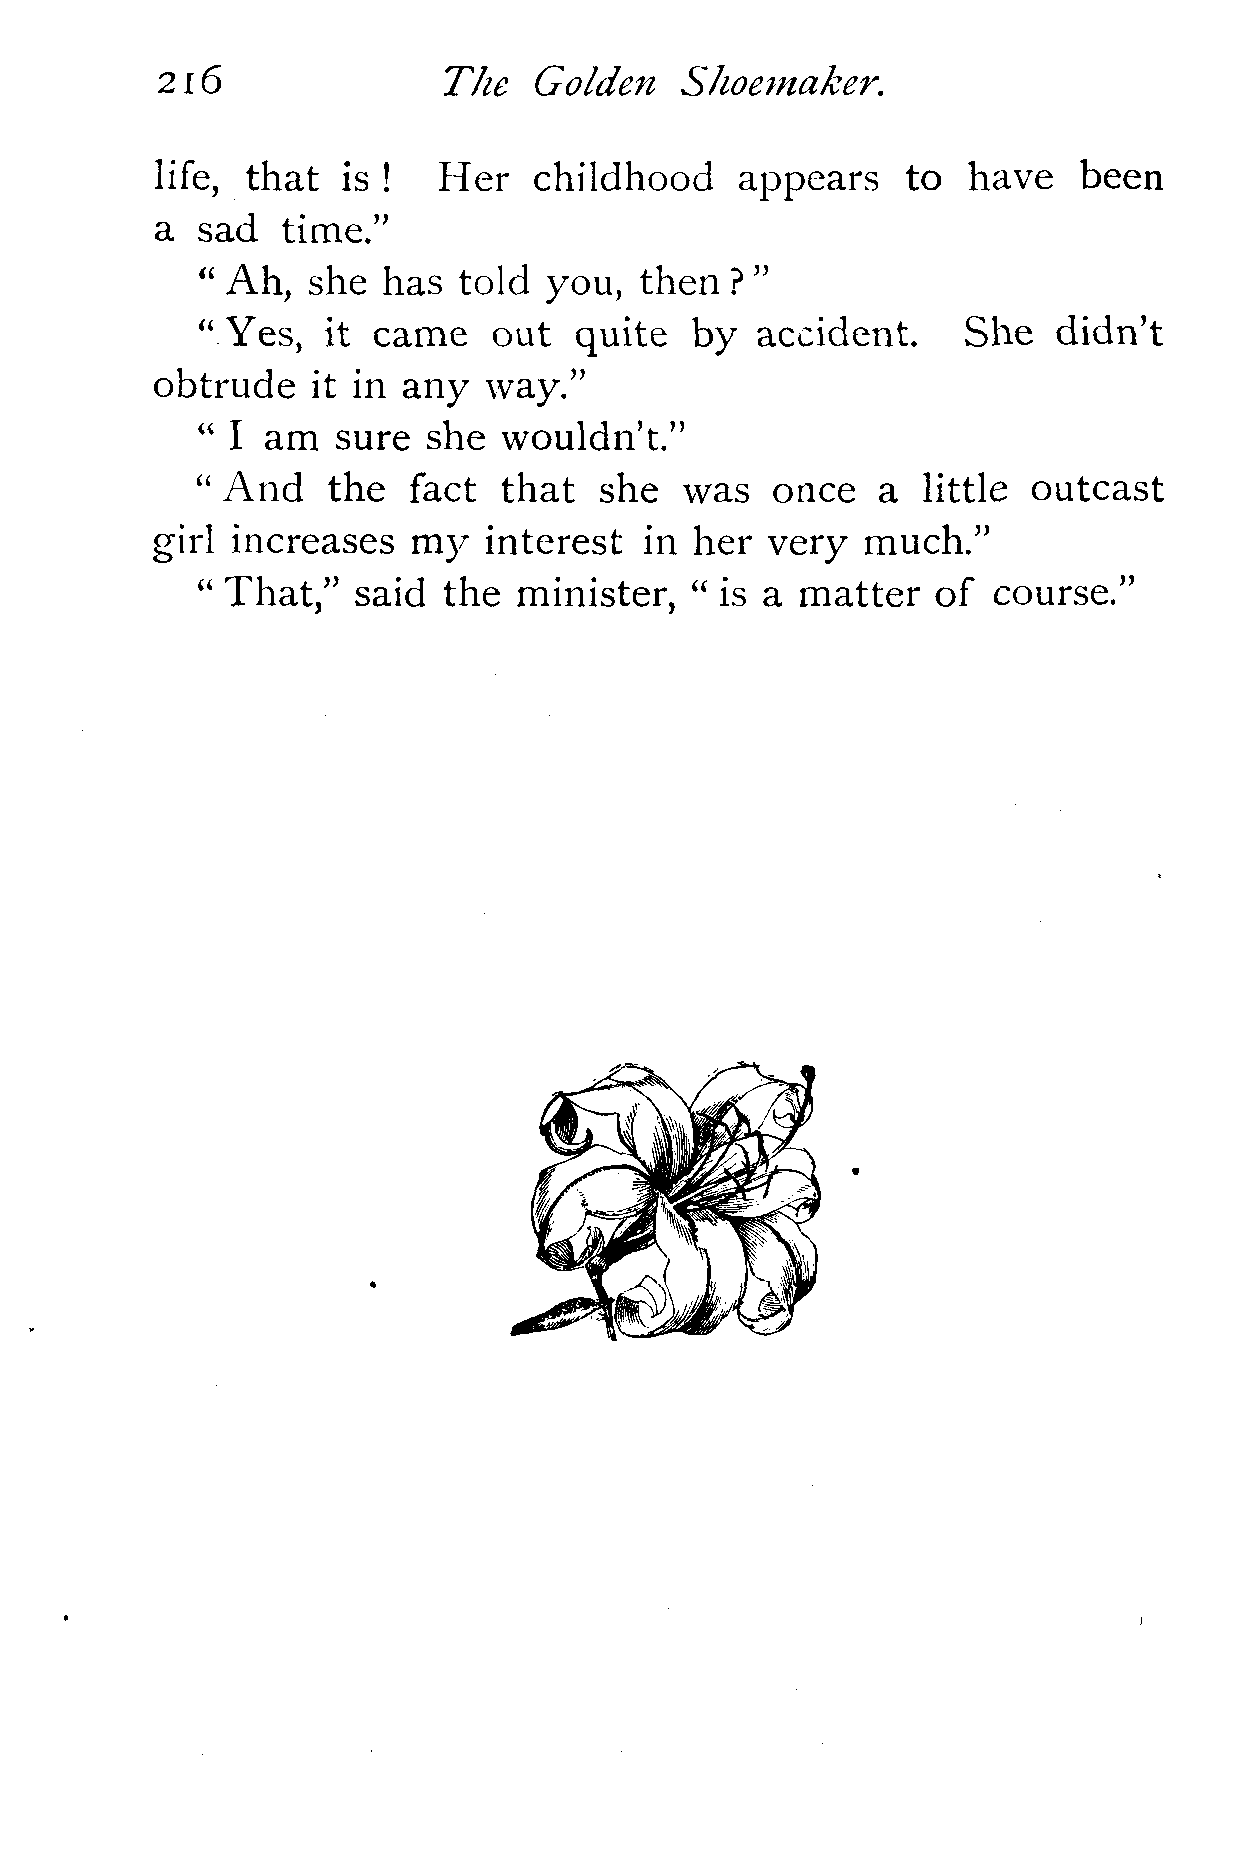 216 The Golden Shoemaker.
life, that is ! Her childhood appears to have been
a sad time.”
“ Ah, she has told you, then ? ”
“ Yes, it came out quite by accident. She didn’t
obtrude it in any way.”
“ I am sure she wouldn’t.”
“ And the fact that she was once a little outcast
girl increases my interest in her very much.”
“ That,” said the minister, “ is a matter of course.”